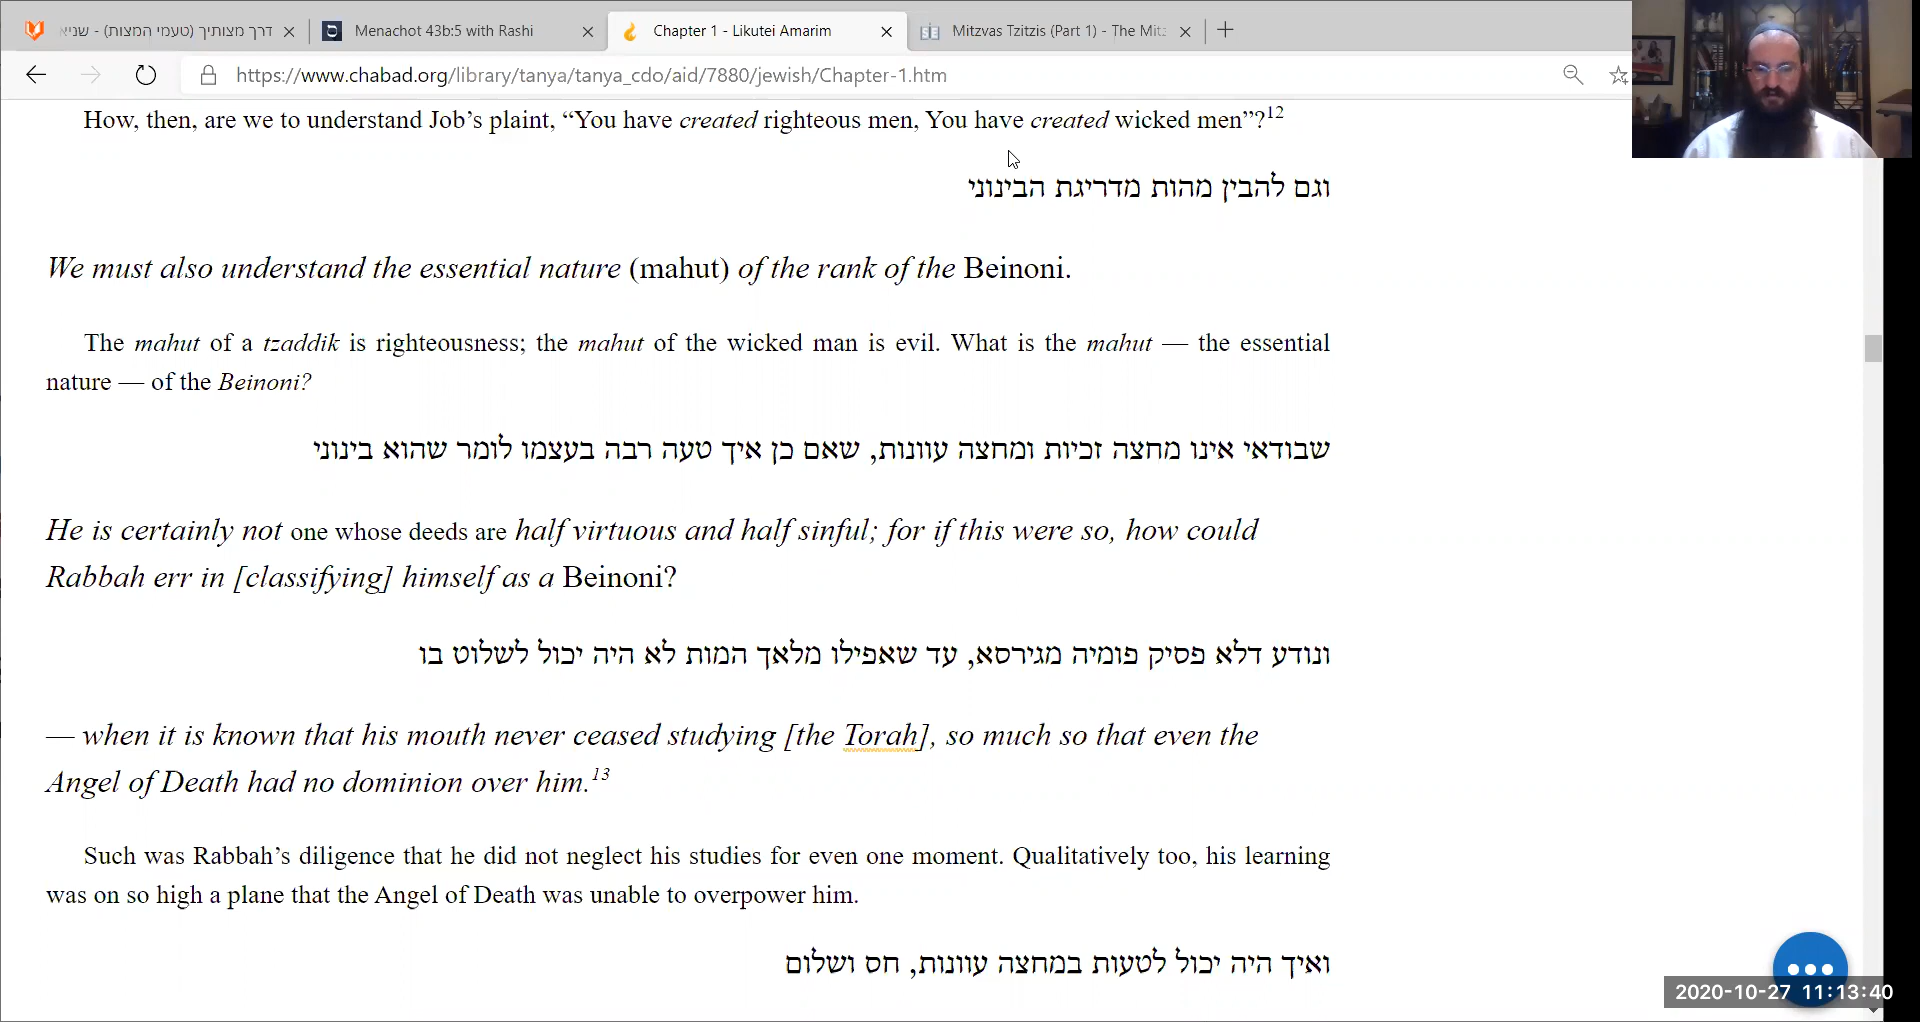 דרך מצותיך (טעמי המצות) - שניא
Menachot 43b:5 with Rashi
Chapter 1 - Likutei Amarim
SE
Mitzvas Tzitzis (Part 1) - The Mitz
https://www.chabad.org/library/tanya/tanya_cdo/aid/7880/jewish/Chapter-1.htm
How, then, are we to understand Job’s plaint, “You have created righteous men, You have created wicked men”?12
וגם להבין מהות מדריגת הבינוני
We must also understand the essential nature (mahut) of the rank of the Beinoni.
The mahut of a tzaddik is righteousness; the mahut of the wicked man is evil. What is the mahut — the essential
nature — of the Beinoni?
שבודאי אינו מחצה זכיות ומחצה עוונות, שאם כן איך טעה רבה בעצמו לומר שהוא בינוני
He is certainly not one whose deeds are half virtuous and half sinful; for if this were so, how could
Rabbah err in [classifying] himself as a Beinoni?
ונודע דלא פסיק פומיה מגירסא, עד שאפילו מלאך המות לא היה יכול לשלוט בו
— when it is known that his mouth never ceased studying [the Torah], so much so that even the
Angel of Death had no dominion over him.13
Such was Rabbah’s diligence that he did not neglect his studies for even one moment. Qualitatively too, his learning
was on so high a plane that the Angel of Death was unable to overpower him.
ואיך היה יכול לטעות במחצה עוונות, חס ושלום
2020-10-27 11:13:40